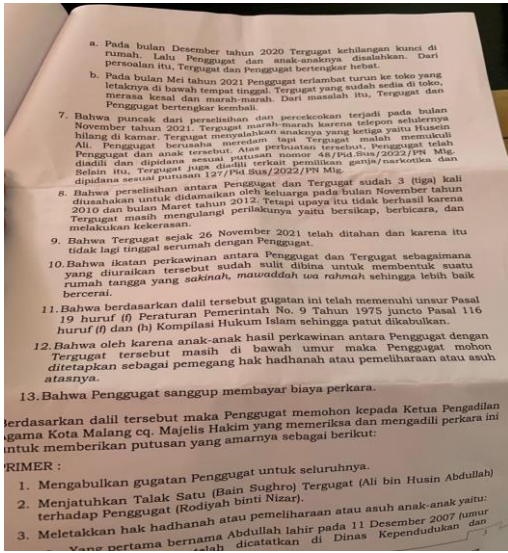 a. Pada bulan Desember tahun 2020 Tergugat kehilangan kunci di
rumah. Lalu Penggugat dan anak-anaknya disalahkan. Dari
persoalan itu, Tergugat dan Penggugat bertengkar hebat.
b. Pada bulan Mei tahun 2021 Penggugat terlambat turun ke toko yang
letaknya di bawah tempat tinggal. Tergugat yang sudah sedia di toko,
merasa kesal dan marah-marah. Dari masalah itu, Tergugat dan
Penggugat bertengkar kembali.
7. Bahwa puncak dari perselisihan dan percekcokan terjadi pada bulan
November tahun 2021. Tergugat marah-marah karena telepon selulernya
hilang di kamar. Tergugat menyalahkan anaknya yang ketiga yaitu Husein
Ali. Penggugat berusaha meredam tapi Tergugat malah memukuli
Penggugat dan anak tersebut. Atas perbuatan tersebut, Penggugat telah
diadili dan dipidana sesuai putusan nomor 48/Pid.Sus/2022/PN Mlg.
Selain itu, Tergugat juga diadili terkait pemilikan ganja/narkotika dan
dipidana sesuai putusan 127/Pid.Sus/2022/PN Mlg.
8. Bahwa perselisihan antara Penggugat dan Tergugat sudah 3 (tiga) kali
diusahakan untuk didamaikan oleh keluarga pada bulan November tahun
2010 dan bulan Maret tahun 2012. Tetapi upaya itu tidak berhasil karena
Tergugat masih mengulangi perilakunya yaitu bersikap, berbicara, dan
melakukan kekerasan.
9. Bahwa Tergugat sejak 26 November 2021 telah ditahan dan karena itu
tidak lagi tinggal serumah dengan Penggugat.
10. Bahwa ikatan perkawinan antara Penggugat dan Tergugat sebagaimana
yang diuraikan tersebut sudah sulit dibina untuk membentuk suatu
rumah tangga yang sakinah, mawaddah wa rahmah sehingga lebih baik
bercerai.
11. Bahwa berdasarkan dalil tersebut gugatan ini telah memenuhi unsur Pasal
19 huruf (f) Peraturan Pemerintah No. 9 Tahun 1975 juncto Pasal 116
huruf (f) dan (h) Kompilasi Hukum Islam sehingga patut dikabulkan.
12. Bahwa oleh karena anak-anak hasil perkawinan antara Penggugat dengan
Tergugat tersebut masih di bawah umur maka Penggugat mohon
ditetapkan sebagai pemegang hak hadhanah atau pemeliharaan atau asuh
atasnya.
13. Bahwa Penggugat sanggup membayar biaya perkara.
Berdasarkan dalil tersebut maka Penggugat memohon kepada Ketua Pengadilan
Agama Kota Malang cq. Majelis Hakim yang memeriksa dan mengadili perkara ini
untuk memberikan putusan yang amarnya sebagai berikut:
PRIMER :
1. Mengabulkan gugatan Penggugat untuk seluruhnya.
2. Menjatuhkan Talak Satu (Bain Sughro) Tergugat (Ali bin Husin Abdullah)
terhadap Penggugat (Rodiyah binti Nizar).
3. Meletakkan hak hadhanah atau pemeliharaan atau asuh anak-anak yaitu:
Yang pertama bernama Abdullah lahir pada 11 Desember 2007 (umur
telah dicatatkan di Dinas Kependudukan dan